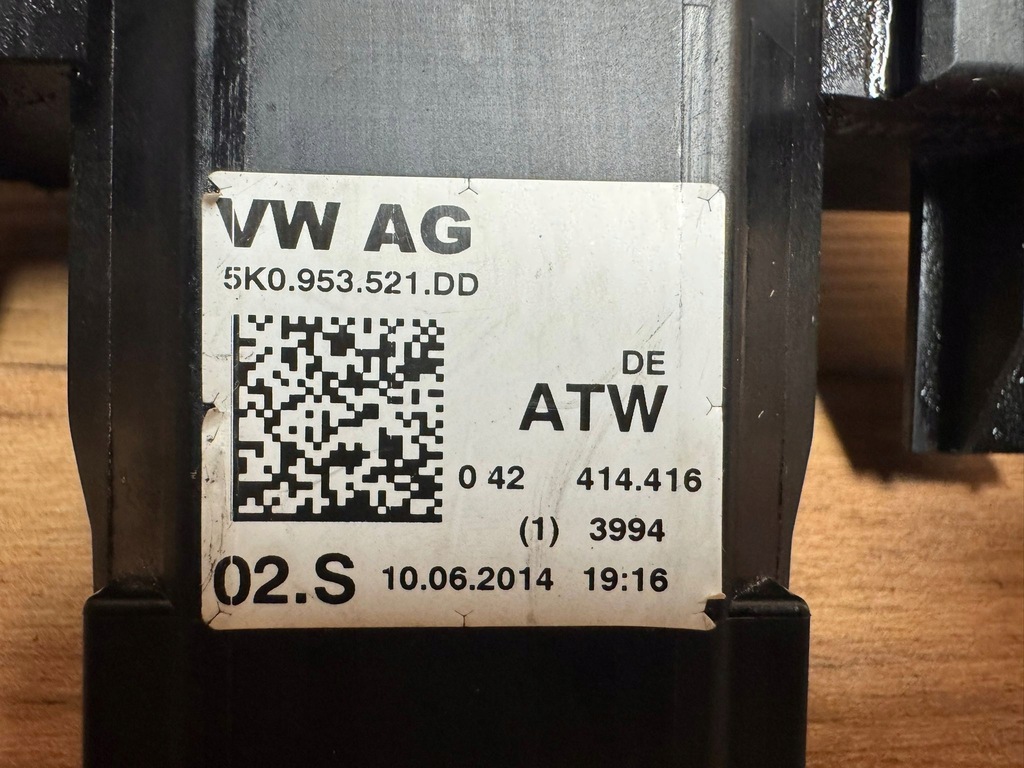 VW AG
5K0.953.521.DD
DE
ATW
0 42 414.416
(1) 3994
02.S 10.06.2014 19:16